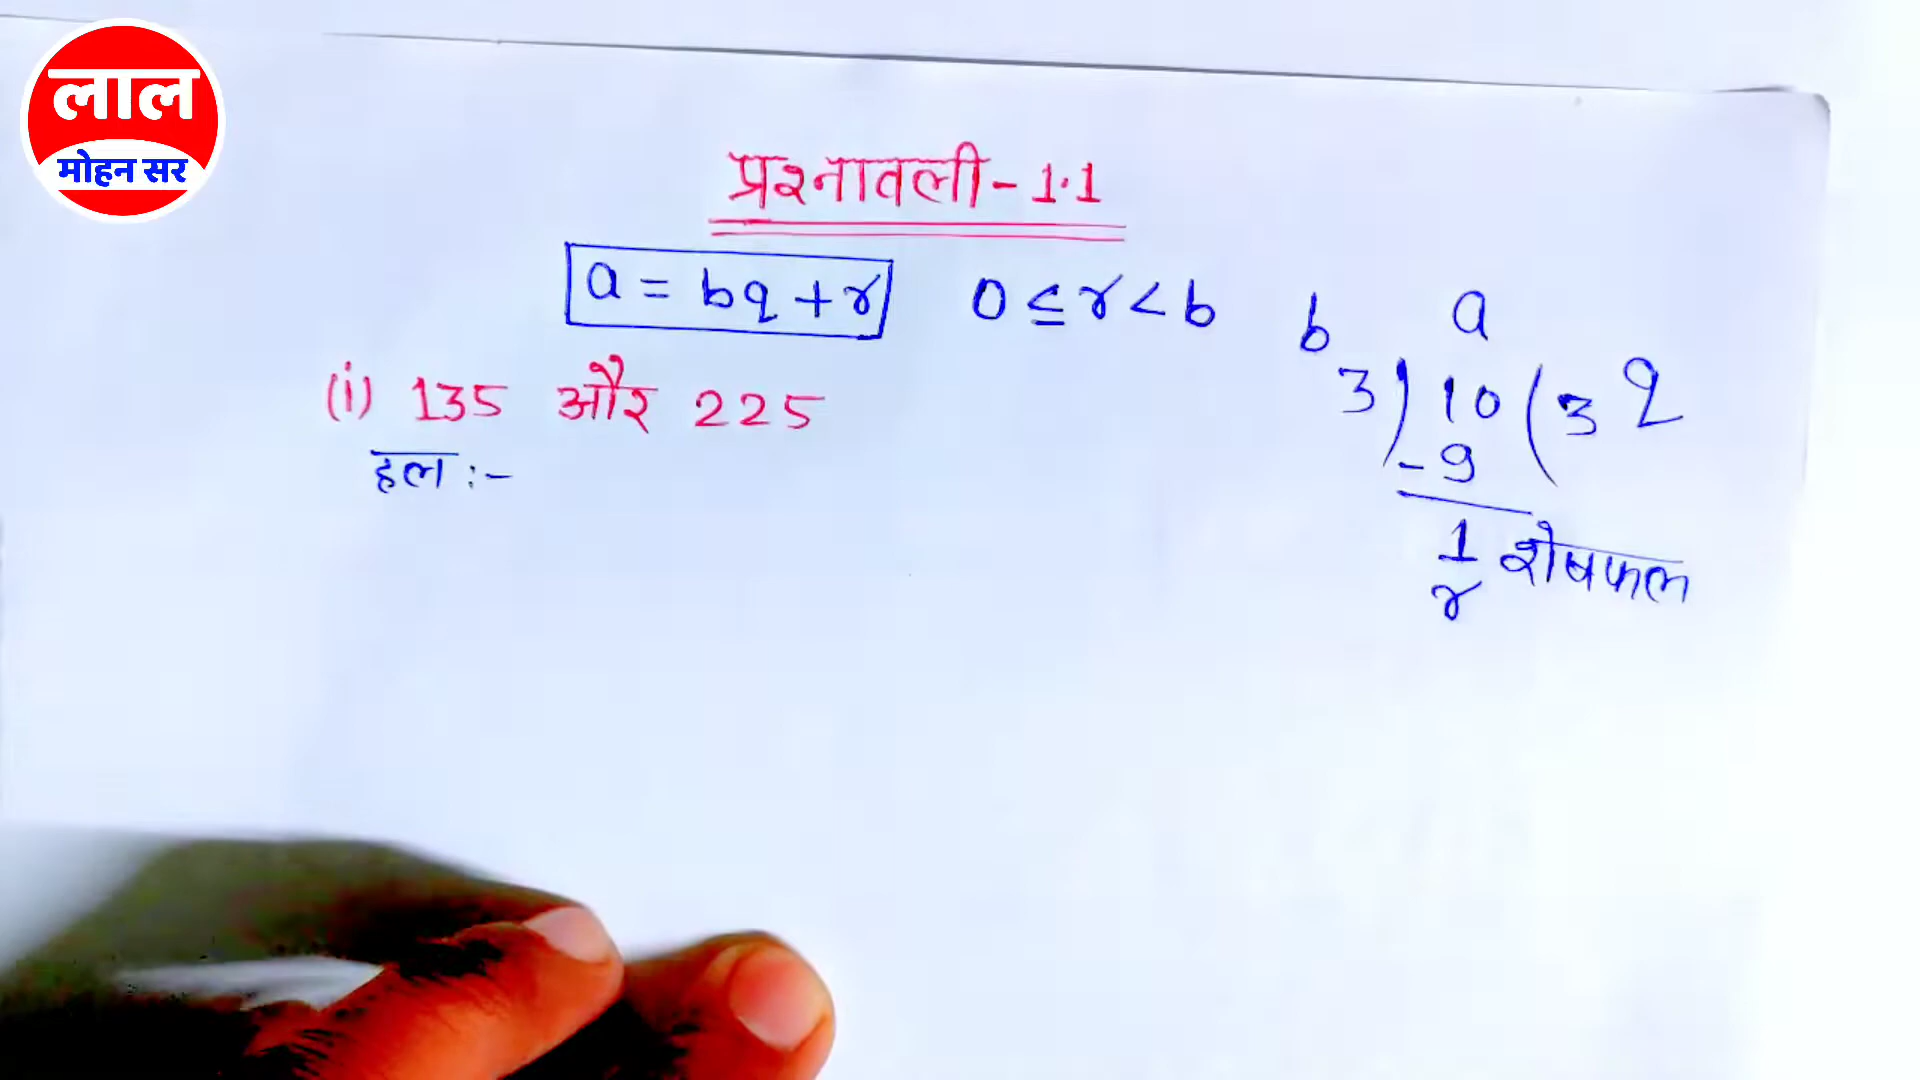 लाल
मोहन सर
प्रश्नावली - 1.1
a = bq + r 0 ≤ r < b
(i) 135 और 225
हल :-
b a
3) 10 (3 q
- 9
1 शेषफल
r